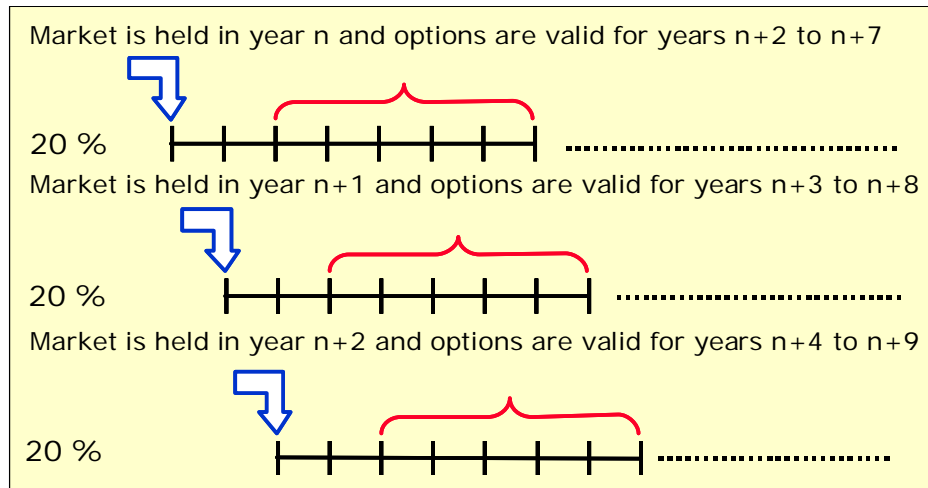 Market is held in year n and options are valid for years n+2 to n+7
20 %
Market is held in year n+1 and options are valid for years n+3 to n+8
20 %
Market is held in year n+2 and options are valid for years n+4 to n+9
20 %